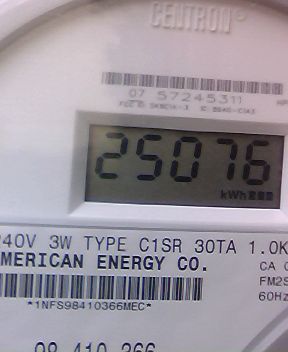 CENTRON®
07 57245311
25076
kWh
240V 3W TYPE C1SR 30TA 1.0K
AMERICAN ENERGY CO.
CA
FM2S
60Hz
*1NFS98410366MEC*
98 410 366